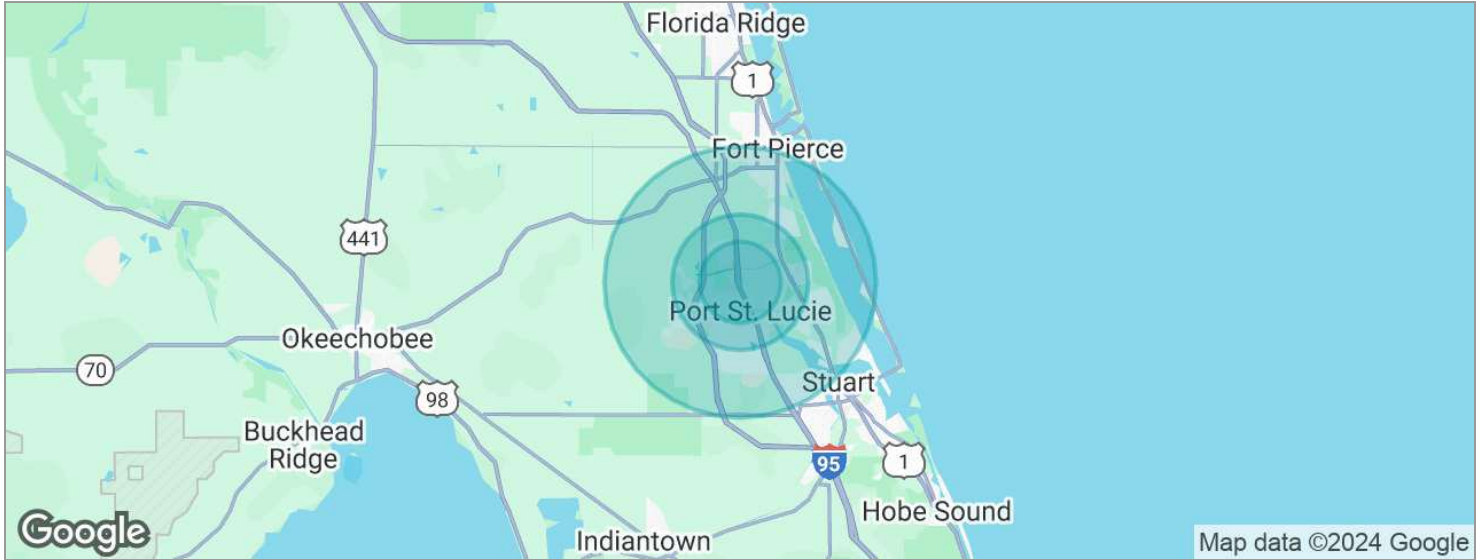 Florida Ridge
1
Fort Pierce
441
Port St. Lucie
Okeechobee
70
98
Stuart
Buckhead
Ridge
95
1
Hobe Sound
Indiantown
Google
Map data ©2024 Google